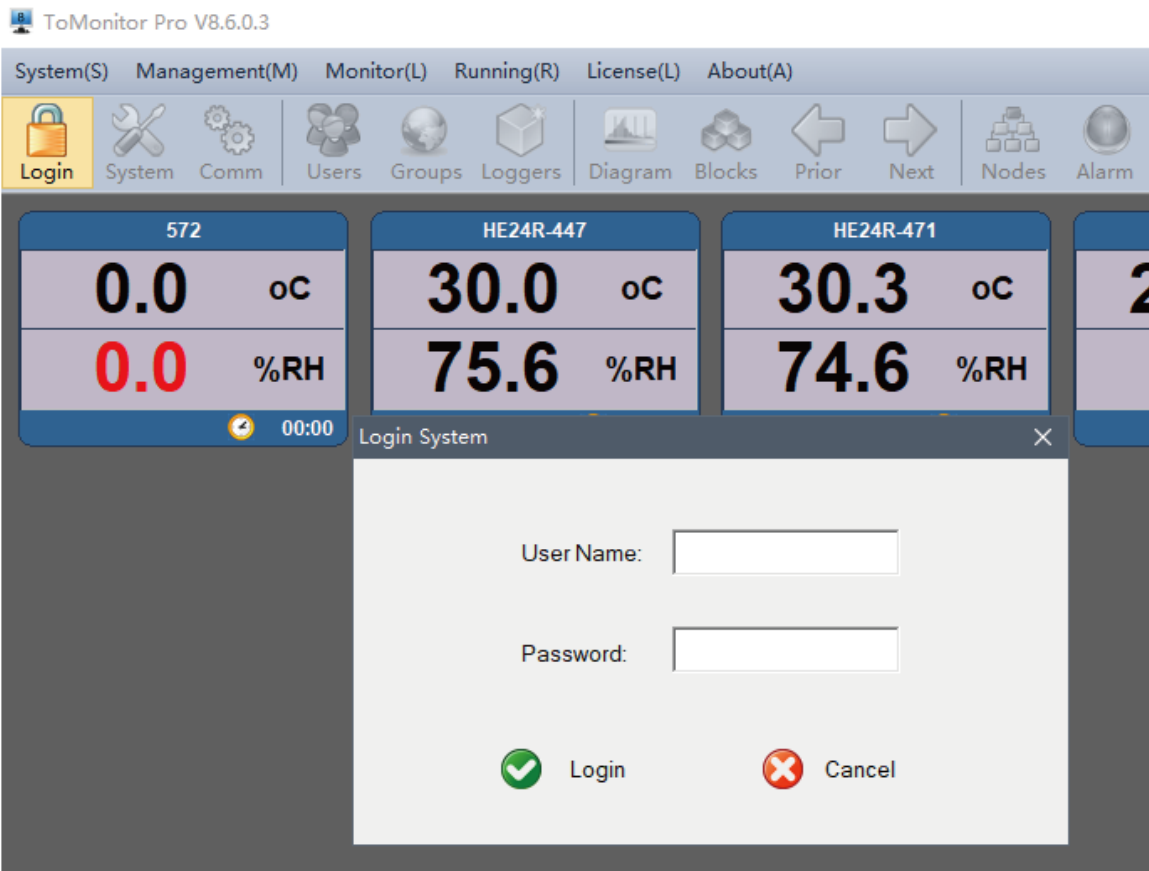 ToMonitor Pro V8.6.0.3
System(S) Management(M) Monitor(L) Running(R) License(L) About(A)
Login System Comm Users Groups Loggers Diagram Blocks Prior Next Nodes Alarm
572 HE24R-447 HE24R-471
0.0 oC 30.0 oC 30.3 oC 2
0.0 %RH 75.6 %RH 74.6 %RH
00:00
Login System
User Name:
Password:
Login Cancel